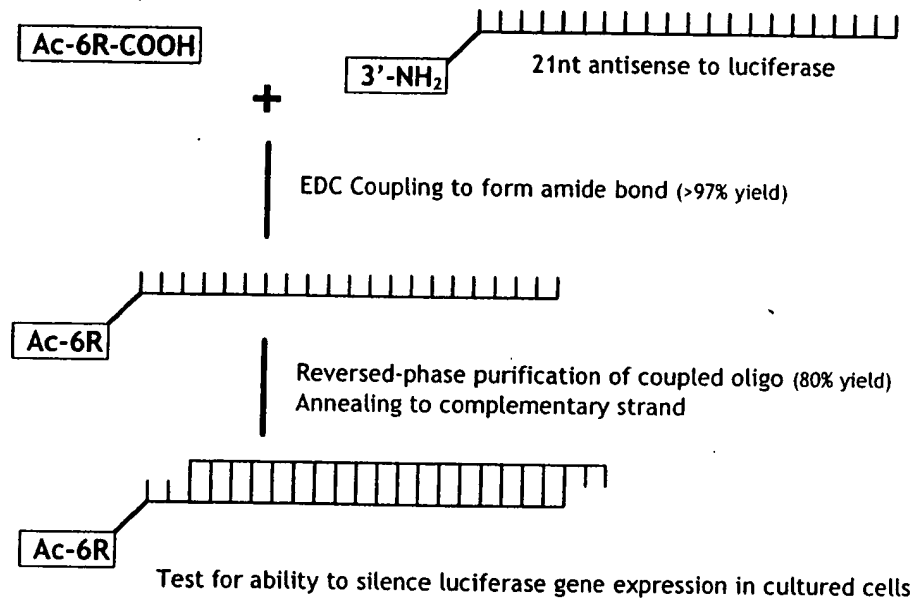 Ac-6R-COOH
3'-NH₂
21nt antisense to luciferase
+
EDC Coupling to form amide bond (>97% yield)
Ac-6R
Reversed-phase purification of coupled oligo (80% yield)
Annealing to complementary strand
Ac-6R
Test for ability to silence luciferase gene expression in cultured cells